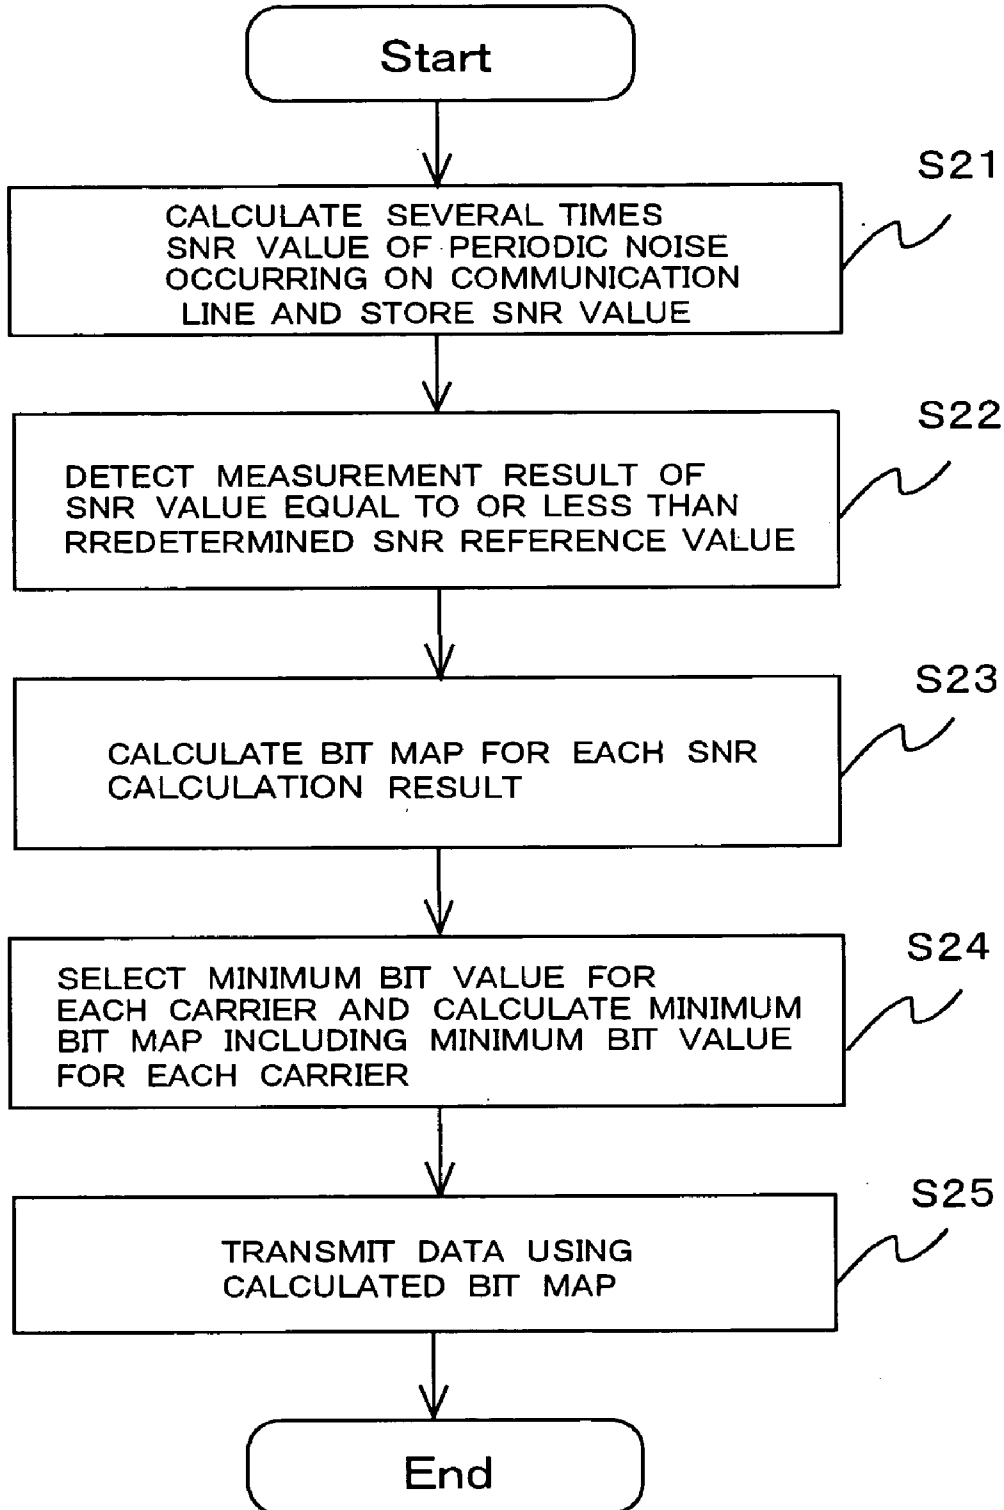 Start
S21
CALCULATE SEVERAL TIMES
SNR VALUE OF PERIODIC NOISE
OCCURRING ON COMMUNICATION
LINE AND STORE SNR VALUE
S22
DETECT MEASUREMENT RESULT OF
SNR VALUE EQUAL TO OR LESS THAN
RREDETERMINED SNR REFERENCE VALUE
S23
CALCULATE BIT MAP FOR EACH SNR
CALCULATION RESULT
S24
SELECT MINIMUM BIT VALUE FOR
EACH CARRIER AND CALCULATE MINIMUM
BIT MAP INCLUDING MINIMUM BIT VALUE
FOR EACH CARRIER
S25
TRANSMIT DATA USING
CALCULATED BIT MAP
End